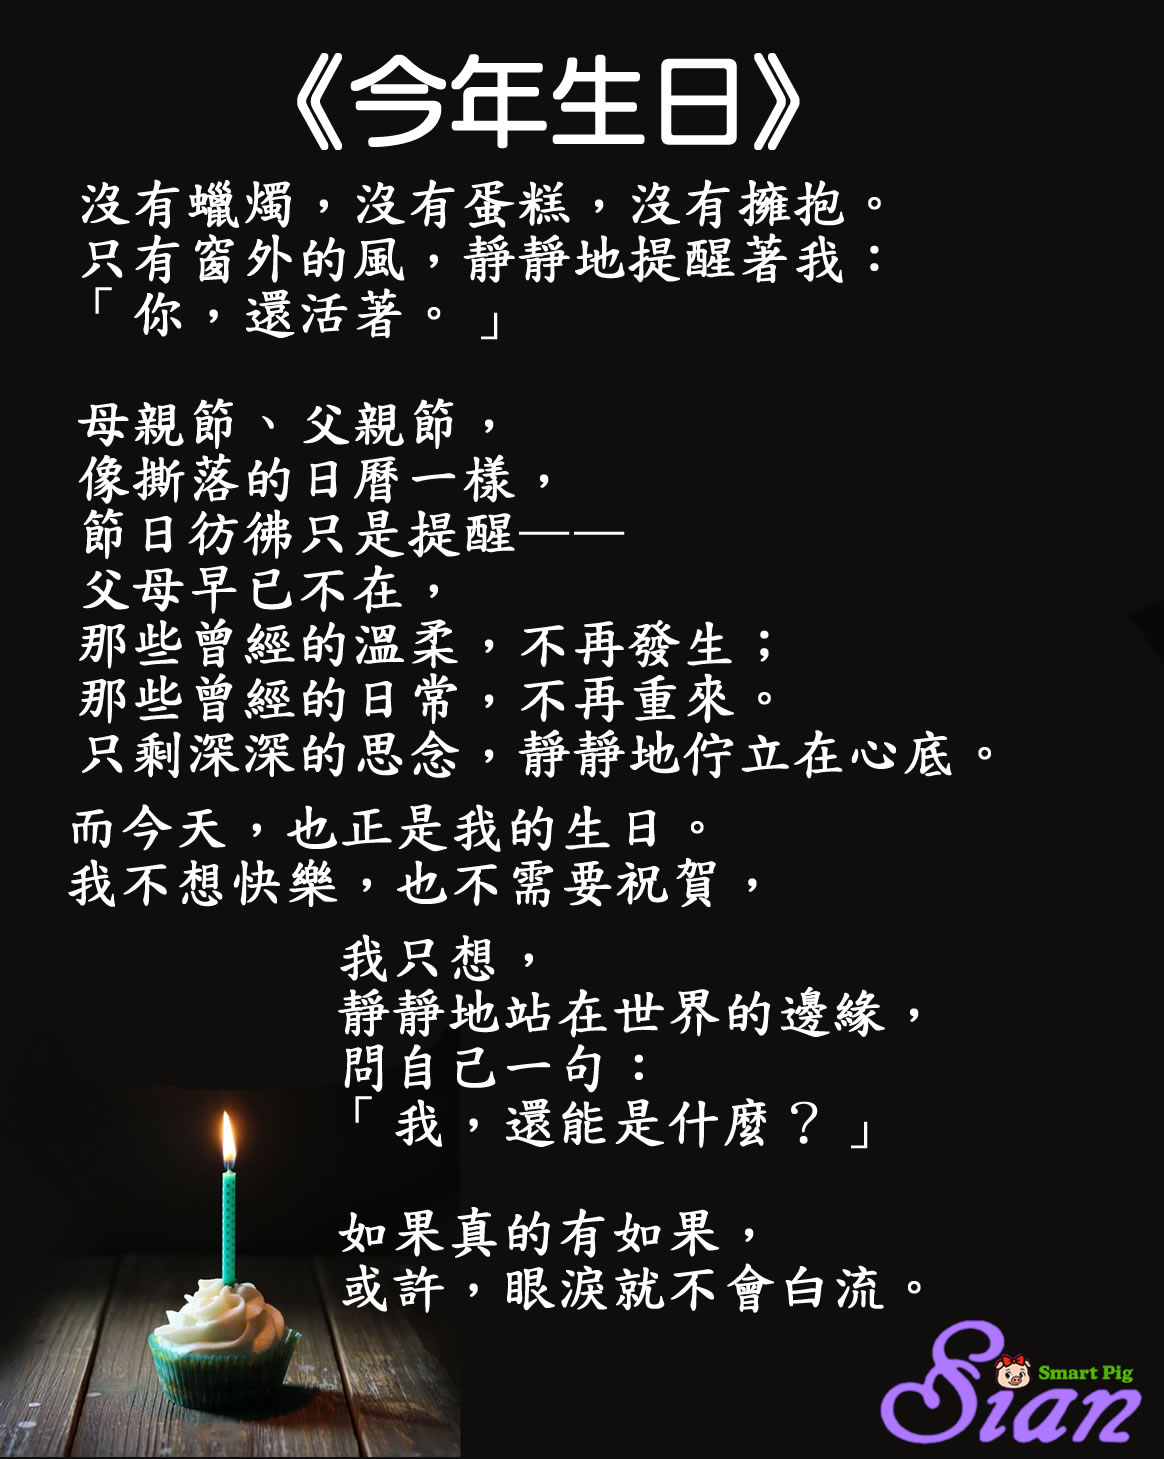 《今年生日》
沒有蠟燭，沒有蛋糕，沒有擁抱。
只有窗外的風，靜靜地提醒著我：
「你，還活著。」
母親節、父親節，
像撕落的日曆一樣，
節日彷彿只是提醒——
父母早已不在，
那些曾經的溫柔，不再發生；
那些曾經的日常，不再重來。
只剩深深的思念，靜靜地佇立在心底。
而今天，也正是我的生日。
我不想快樂，也不需要祝賀，
我只想，
靜靜地站在世界的邊緣，
問自己一句：
「我，還能是什麼？」
如果真的有如果，
或許，眼淚就不會白流。
Smart Pig
Sian